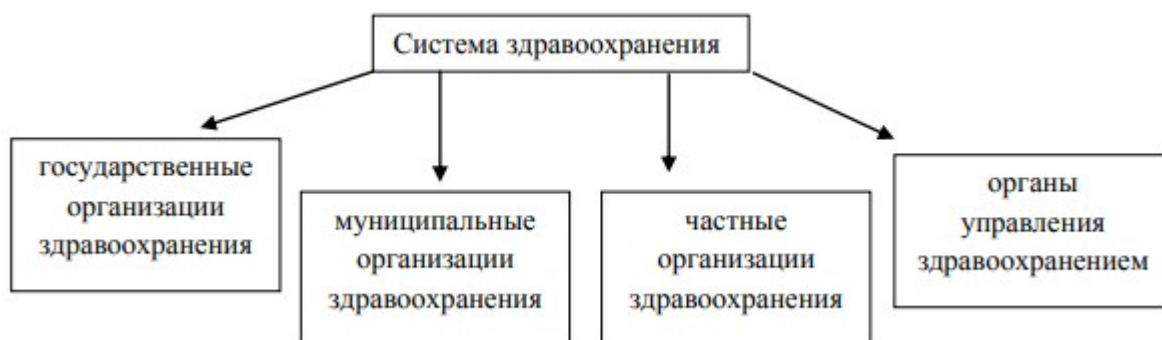 Система здравоохранения
государственные
организации
здравоохранения
муниципальные
организации
здравоохранения
частные
организации
здравоохранения
органы
управления
здравоохранением